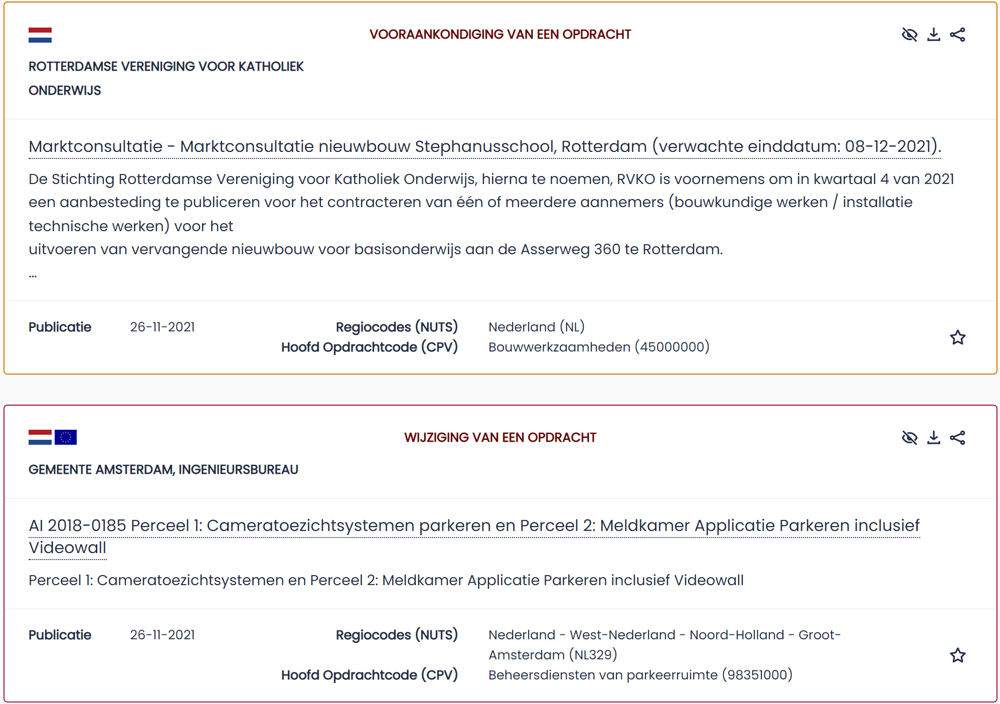 VOORAANKONDIGING VAN EEN OPDRACHT
ROTTERDAMSE VERENIGING VOOR KATHOLIEK
ONDERWIJS
Marktconsultatie - Marktconsultatie nieuwbouw Stephanusschool, Rotterdam (verwachte einddatum: 08-12-2021).
De Stichting Rotterdamse Vereniging voor Katholiek Onderwijs, hierna te noemen, RVKO is voornemens om in kwartaal 4 van 2021
een aanbesteding te publiceren voor het contracteren van één of meerdere aannemers (bouwkundige werken / installatie
technische werken) voor het
uitvoeren van vervangende nieuwbouw voor basisonderwijs aan de Asserweg 360 te Rotterdam.
...
Publicatie 26-11-2021 Regiocodes (NUTS) Nederland (NL)
Hoofd Opdrachtcode (CPV) Bouwwerkzaamheden (45000000)
WIJZIGING VAN EEN OPDRACHT
GEMEENTE AMSTERDAM, INGENIEURSBUREAU
AI 2018-0185 Perceel 1: Cameratoezichtsystemen parkeren en Perceel 2: Meldkamer Applicatie Parkeren inclusief
Videowall
Perceel 1: Cameratoezichtsystemen en Perceel 2: Meldkamer Applicatie Parkeren inclusief Videowall
Publicatie 26-11-2021 Regiocodes (NUTS) Nederland - West-Nederland - Noord-Holland - Groot-
Amsterdam (NL329)
Hoofd Opdrachtcode (CPV) Beheersdiensten van parkeerruimte (98351000)